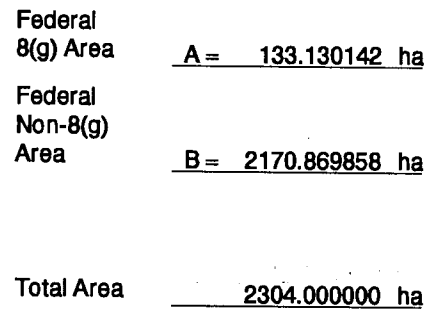 Federal
8(g) Area A = 133.130142 ha
Federal
Non-8(g)
Area B = 2170.869858 ha
Total Area 2304.000000 ha